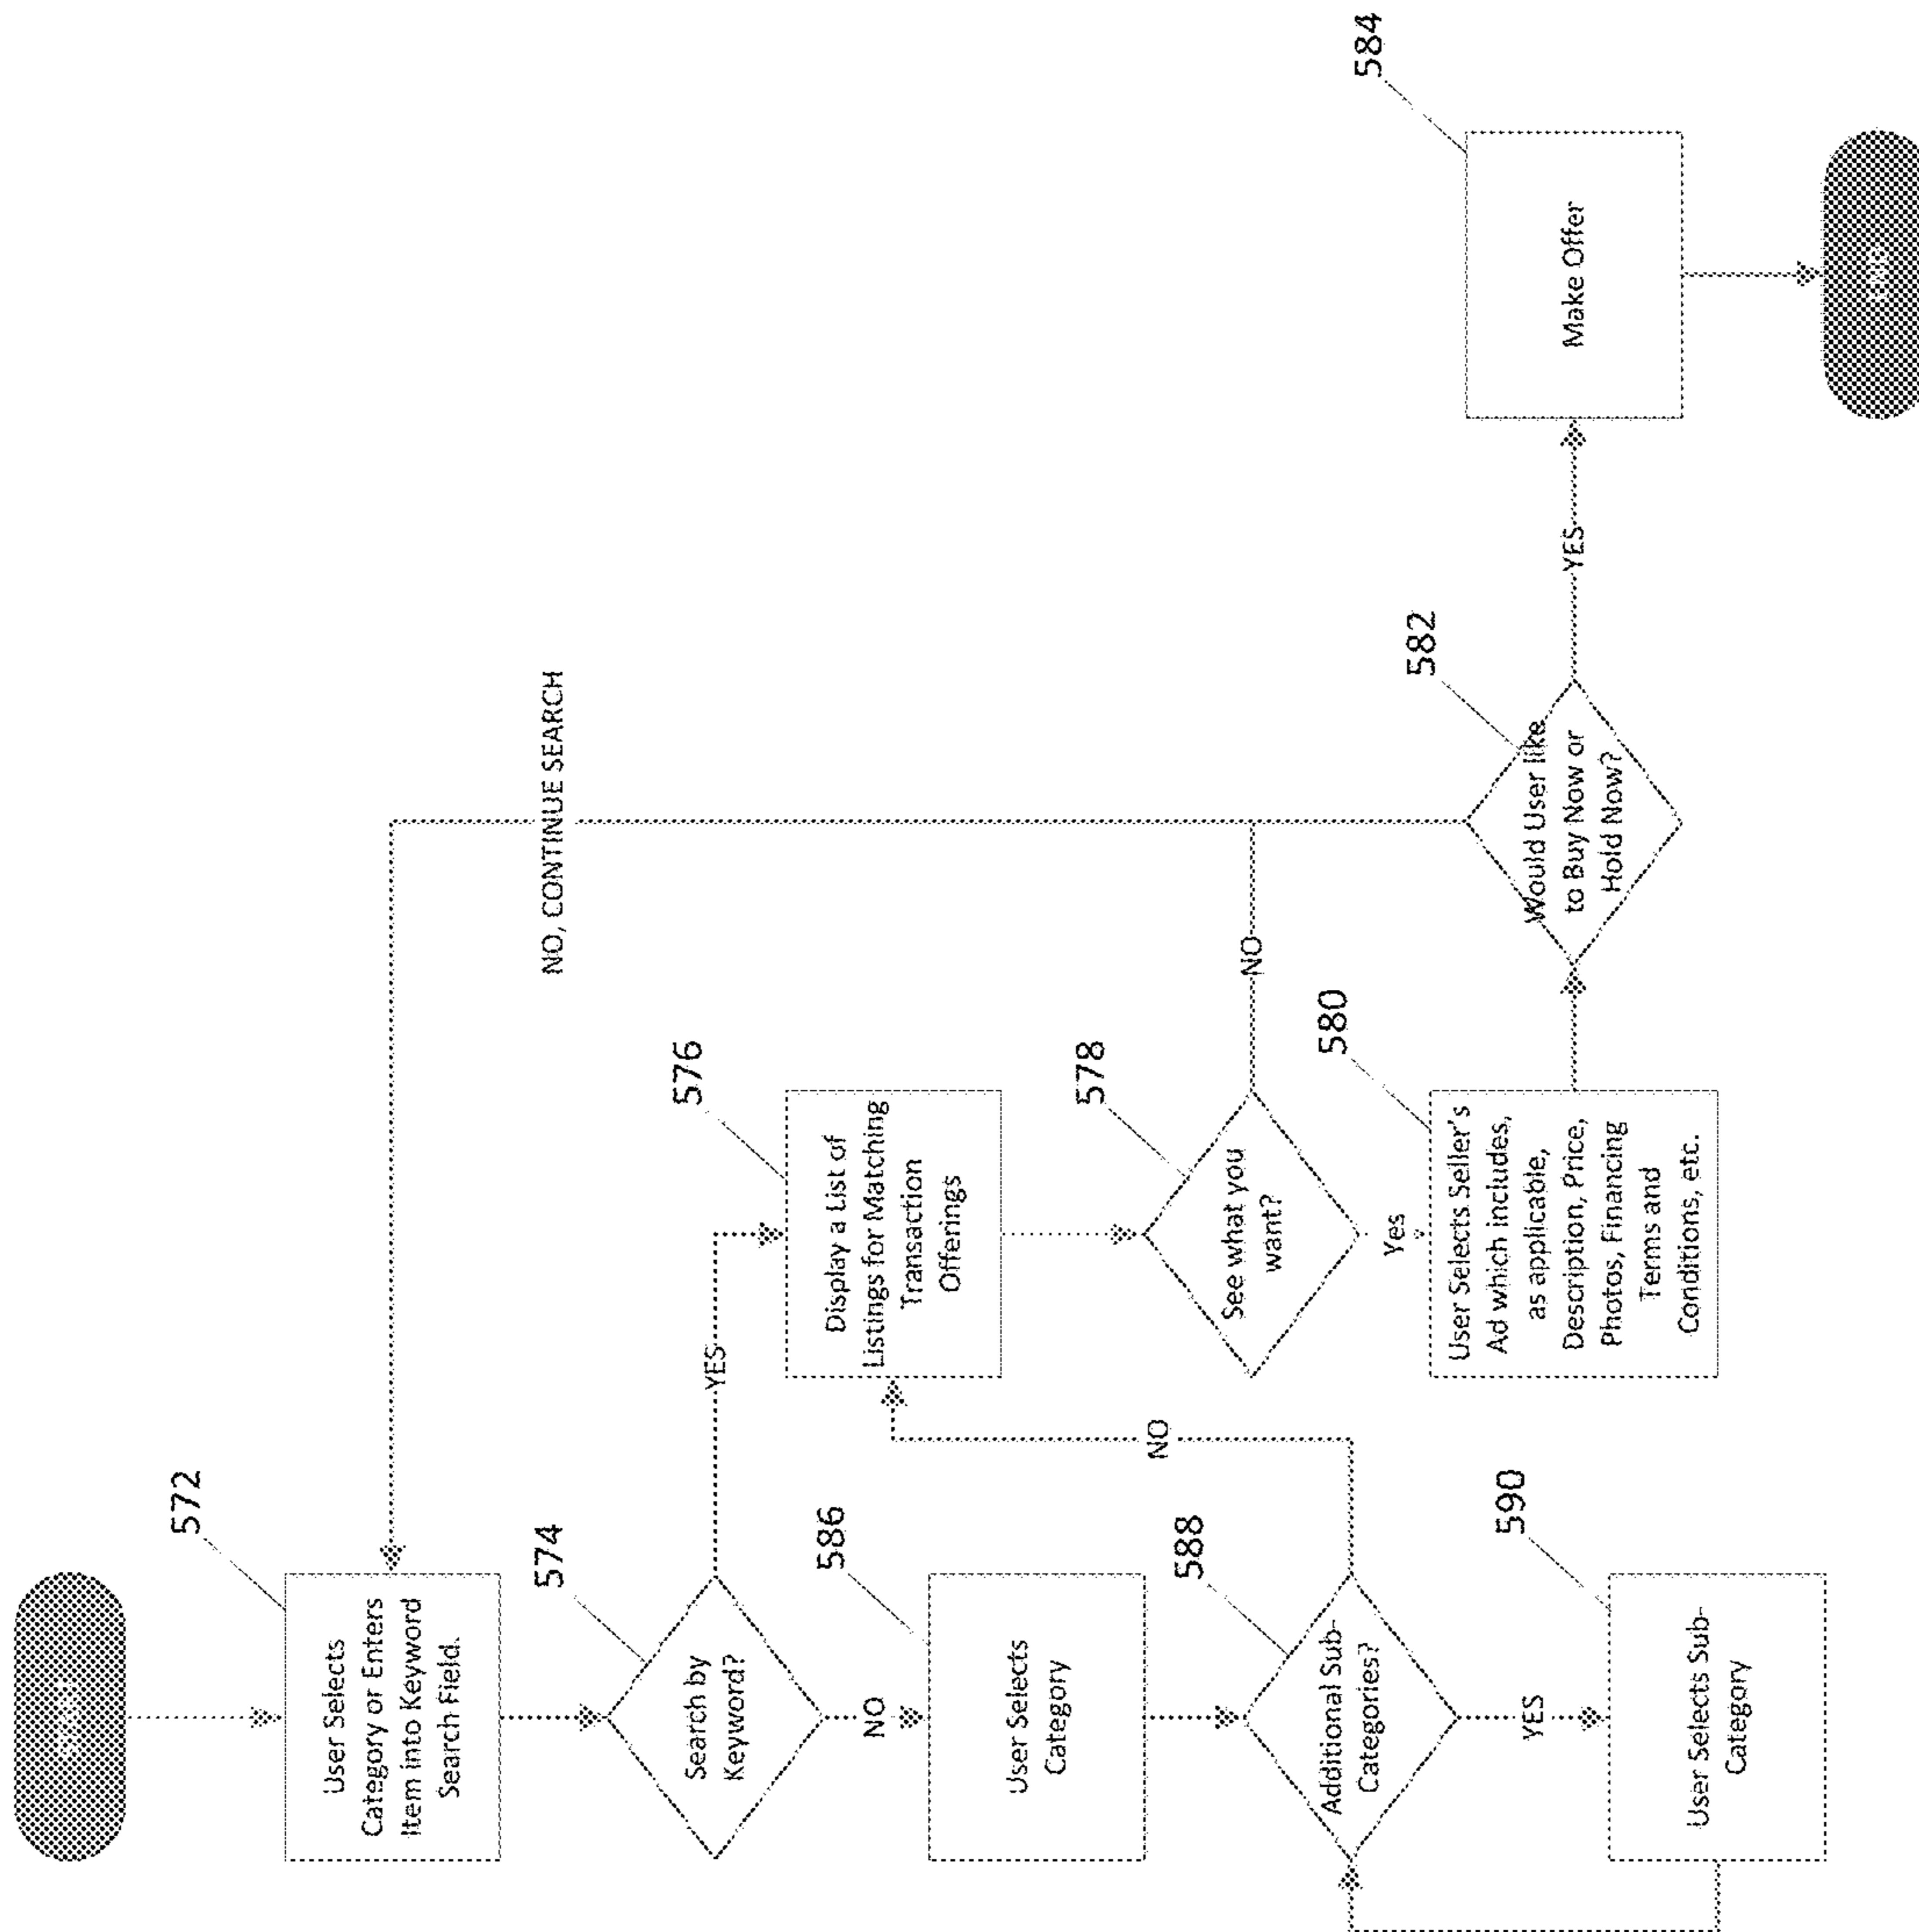 572
User Selects
Category or Enters
Item into Keyword
Search Field.
574
Search by
Keyword?
YES
NO
586
User Selects
Category
588
Additional Sub-
Categories?
NO
YES
590
User Selects Sub-
Category
576
Display a List of
Listings for Matching
Transaction
Offerings
578
See what you
want?
NO
Yes
580
User Selects Seller's
Ad which includes,
as applicable,
Description, Price,
Photos, Financing
Terms and
Conditions, etc.
NO, CONTINUE SEARCH
582
Would User like
to Buy Now or
Hold Now?
YES
584
Make Offer